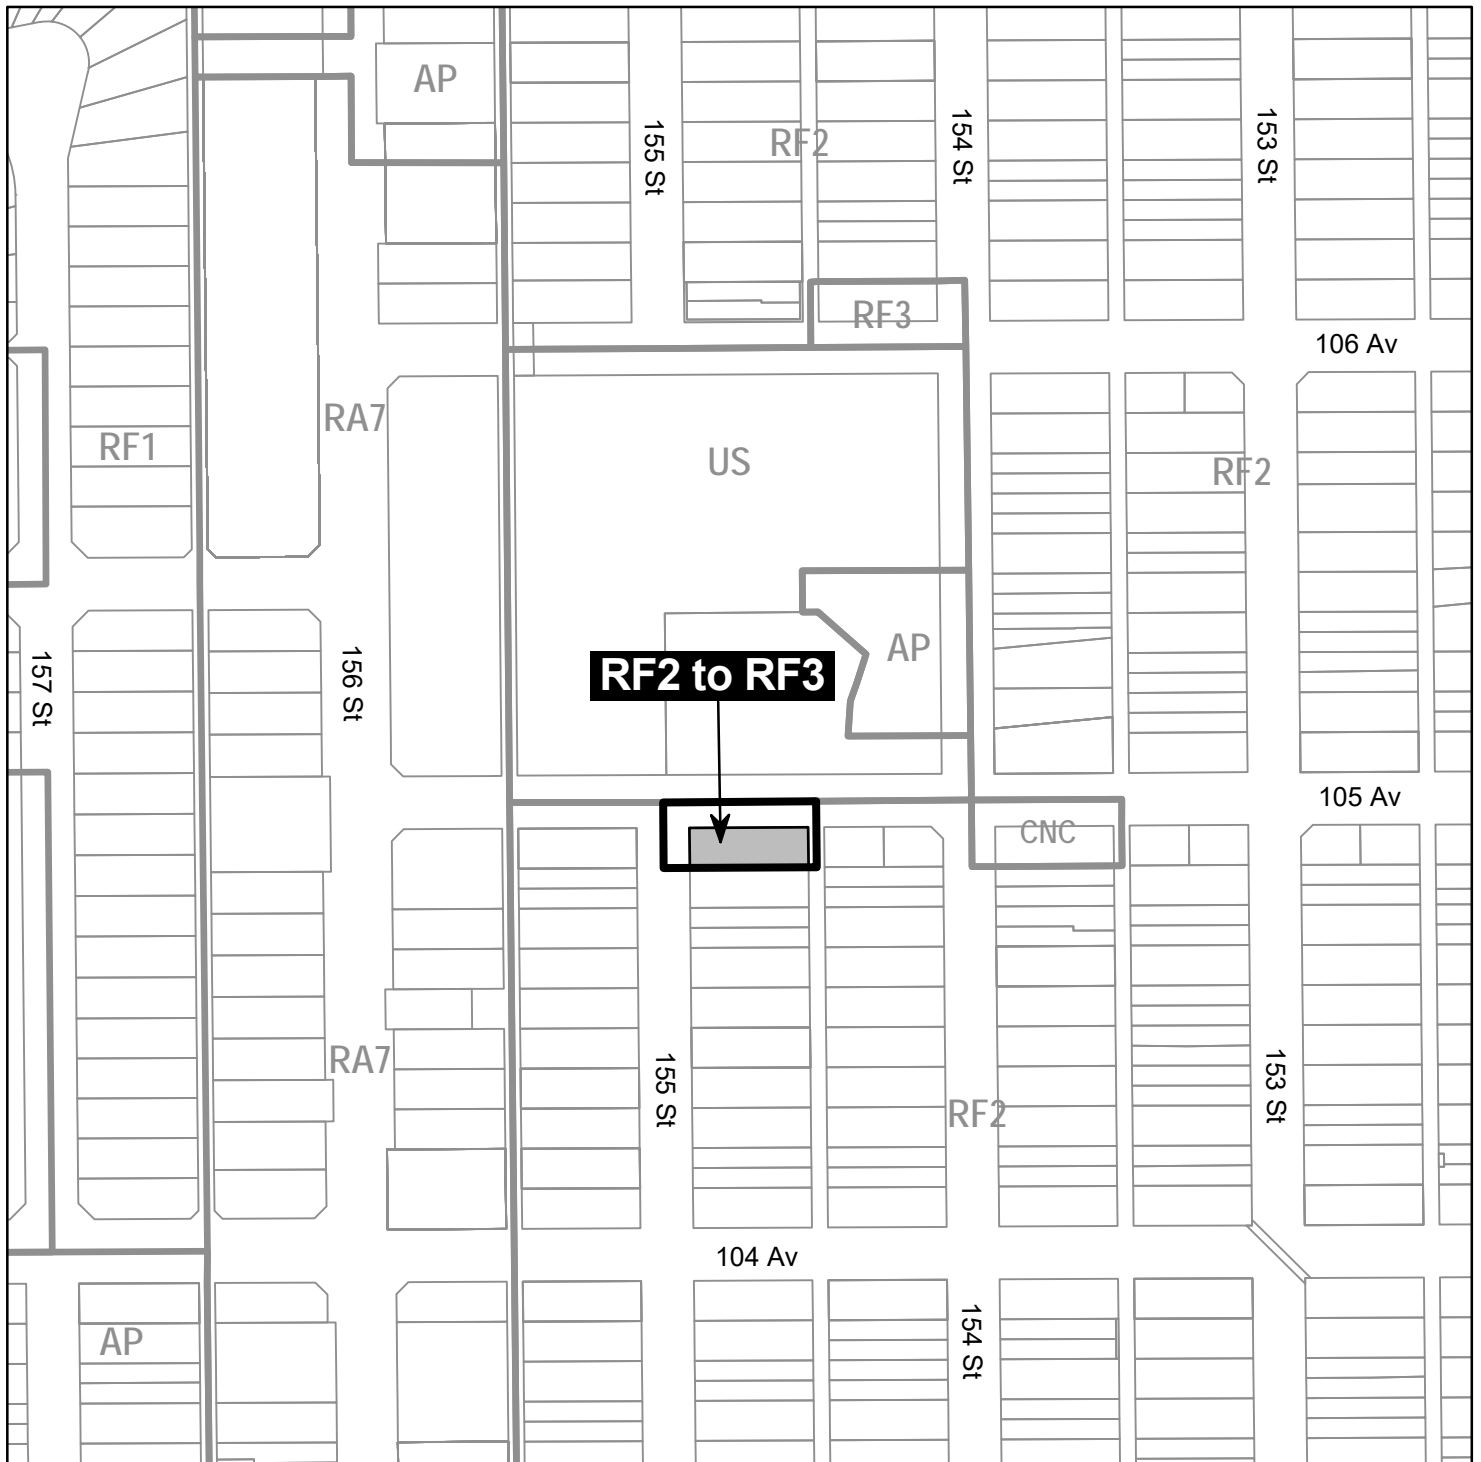 AP
RF2
155 St
154 St
153 St
RF3
106 Av
RA7
RF1
US
RF2
AP
157 St
156 St
RF2 to RF3
105 Av
CNC
RA7
155 St
RF2
153 St
104 Av
AP
154 St